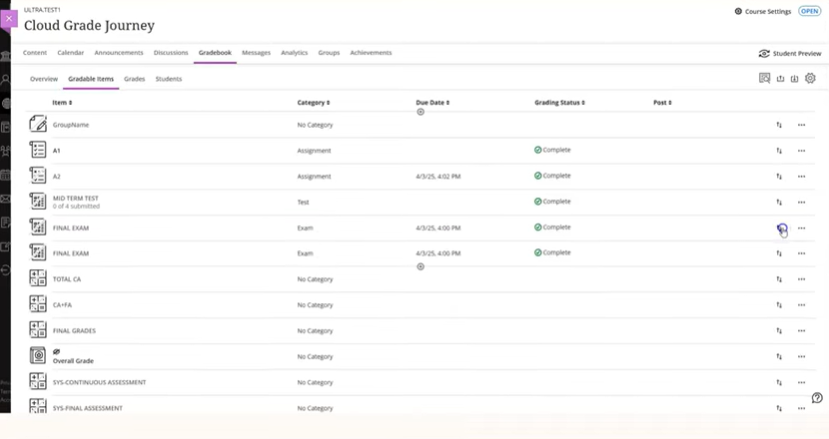 ULTRA.TEST1
Cloud Grade Journey
Course Settings OPEN
Content Calendar Announcements Discussions Gradebook Messages Analytics Groups Achievements
Student Preview
Overview Gradable Items Grades Students
Item Category Due Date Grading Status Post
GroupName No Category
A1 Assignment Complete
A2 Assignment 4/3/25, 4:02 PM Complete
MID TERM TEST Test Complete
0 of 4 submitted
FINAL EXAM Exam 4/3/25, 4:00 PM Complete
FINAL EXAM Exam 4/3/25, 4:00 PM Complete
TOTAL CA No Category
CA+FA No Category
FINAL GRADES No Category
Overall Grade No Category
SYS-CONTINUOUS ASSESSMENT No Category
SYS-FINAL ASSESSMENT No Category